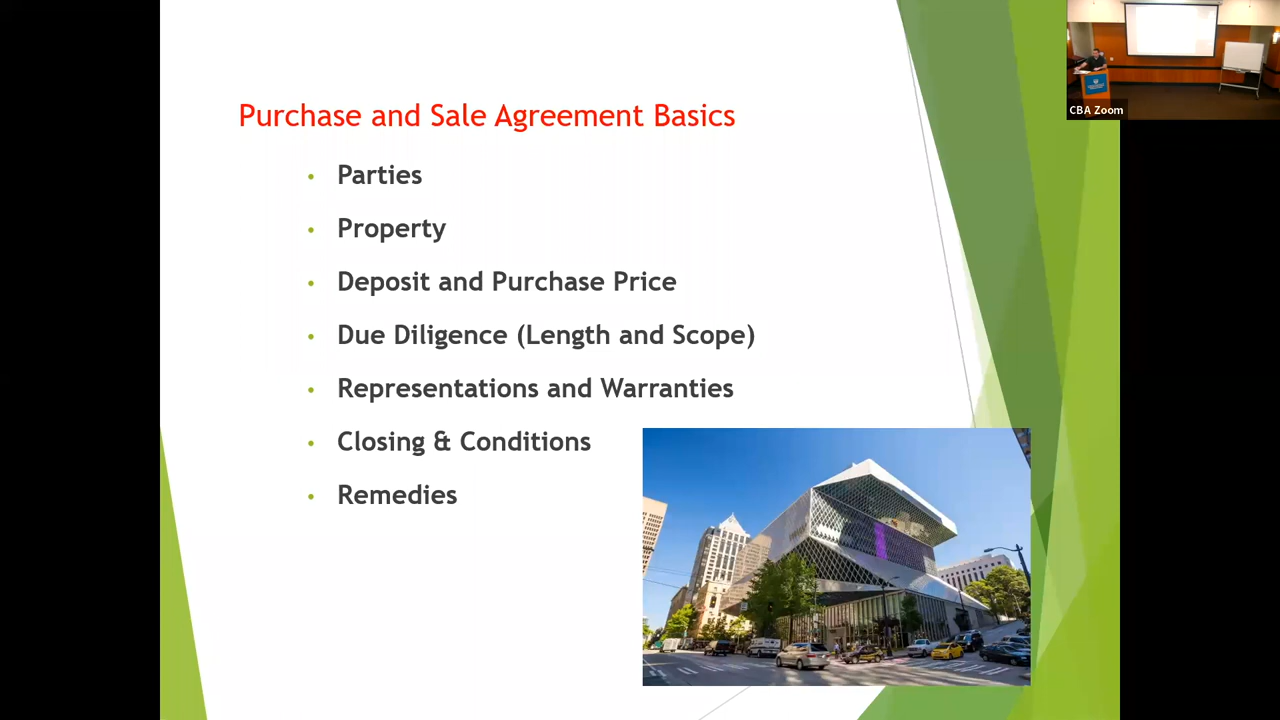 Purchase and Sale Agreement Basics
• Parties
• Property
• Deposit and Purchase Price
• Due Diligence (Length and Scope)
• Representations and Warranties
• Closing & Conditions
• Remedies
CBA Zoom